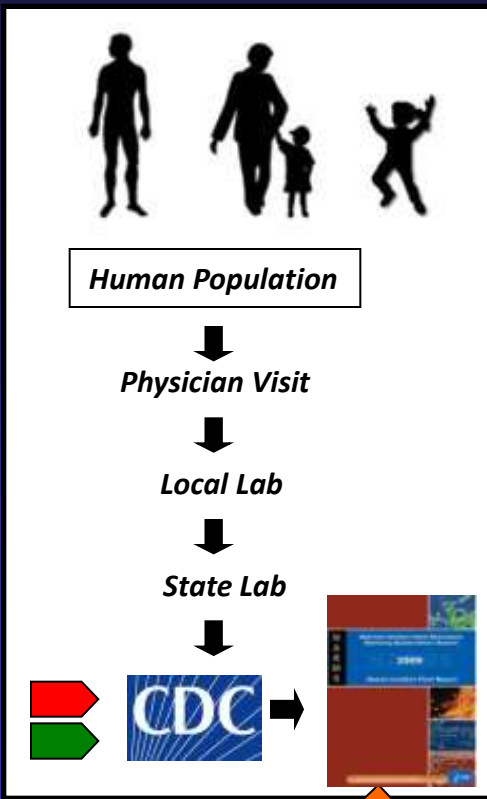 Human Population
Physician Visit
Local Lab
State Lab
CDC
2009